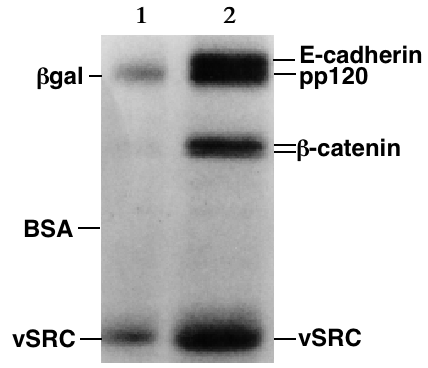 1 2
E-cadherin
βgal pp120
β-catenin
BSA
vSRC vSRC